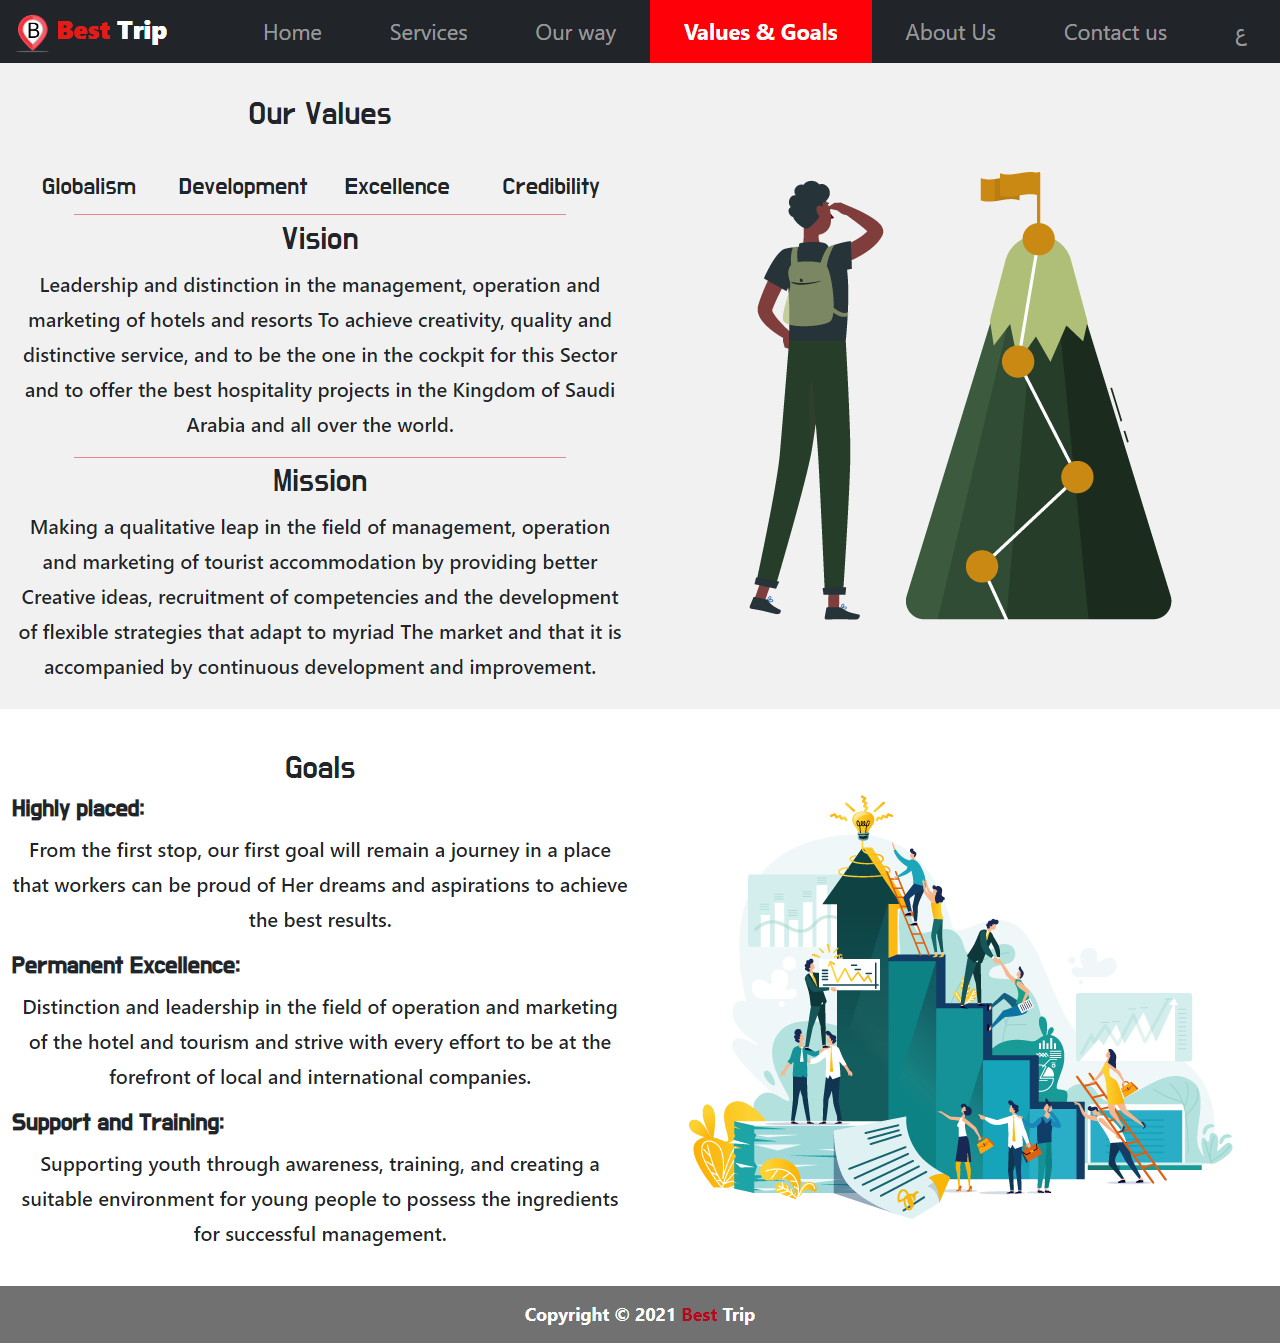 B Best Trip
Home Services Our way Values & Goals About Us Contact us ع
Our Values
Globalism Development Excellence Credibility
Vision
Leadership and distinction in the management, operation and
marketing of hotels and resorts To achieve creativity, quality and
distinctive service, and to be the one in the cockpit for this Sector
and to offer the best hospitality projects in the Kingdom of Saudi
Arabia and all over the world.
Mission
Making a qualitative leap in the field of management, operation
and marketing of tourist accommodation by providing better
Creative ideas, recruitment of competencies and the development
of flexible strategies that adapt to myriad The market and that it is
accompanied by continuous development and improvement.
Goals
Highly placed:
From the first stop, our first goal will remain a journey in a place
that workers can be proud of Her dreams and aspirations to achieve
the best results.
Permanent Excellence:
Distinction and leadership in the field of operation and marketing
of the hotel and tourism and strive with every effort to be at the
forefront of local and international companies.
Support and Training:
Supporting youth through awareness, training, and creating a
suitable environment for young people to possess the ingredients
for successful management.
Copyright © 2021 Best Trip